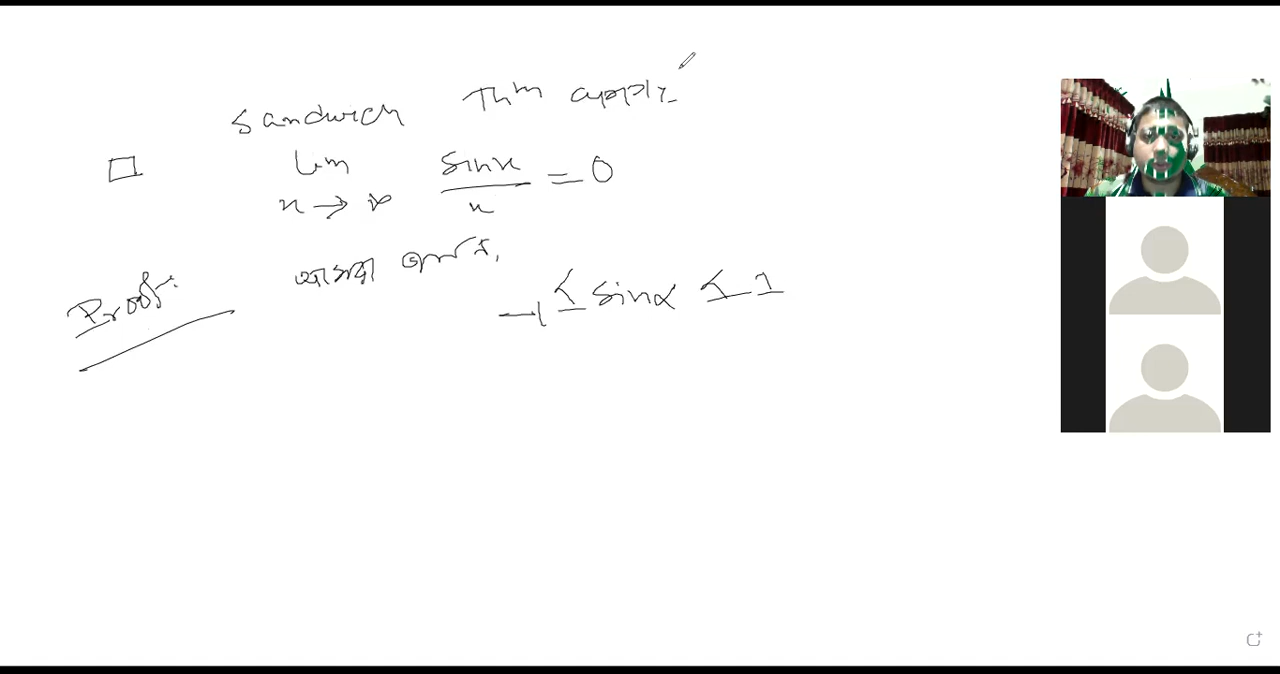 Sandwich Thm apply
lim sinx/x = 0
x → ∞
Proof: আমরা জানি,
-1 ≤ sinx ≤ 1